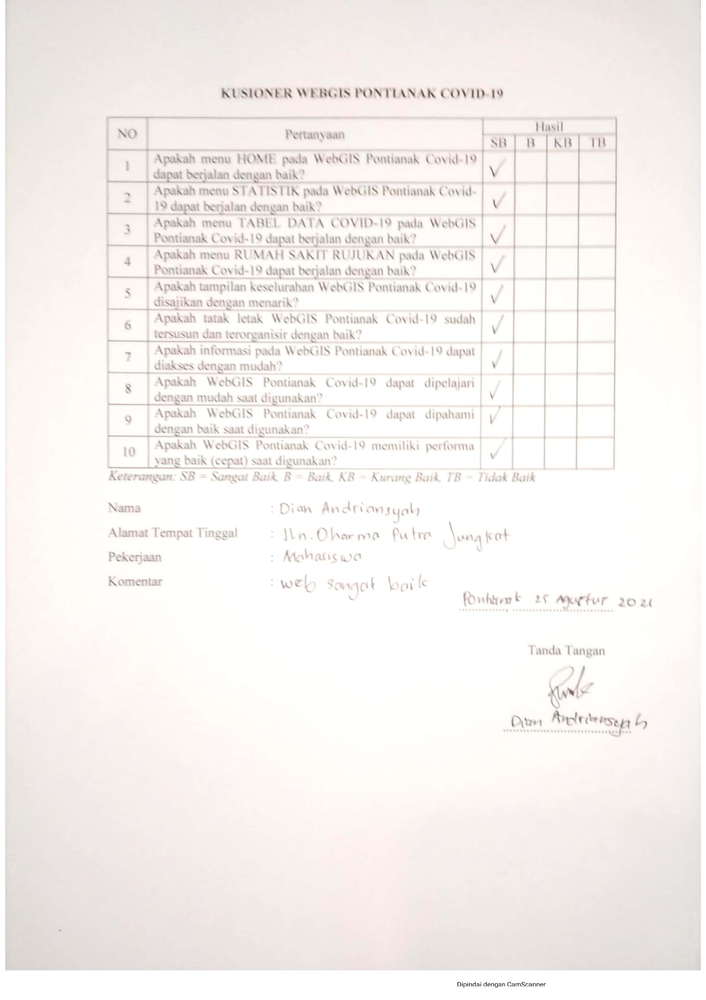 KUSIONER WEBGIS PONTIANAK COVID-19
NO Pertanyaan Hasil
SB B KB TB
1 Apakah menu HOME pada WebGIS Pontianak Covid-19
dapat berjalan dengan baik? ✓
2 Apakah menu STATISTIK pada WebGIS Pontianak Covid-
19 dapat berjalan dengan baik? ✓
3 Apakah menu TABEL DATA COVID-19 pada WebGIS
Pontianak Covid-19 dapat berjalan dengan baik? ✓
4 Apakah menu RUMAH SAKIT RUJUKAN pada WebGIS
Pontianak Covid-19 dapat berjalan dengan baik? ✓
5 Apakah tampilan keselurahan WebGIS Pontianak Covid-19
disajikan dengan menarik? ✓
6 Apakah tatak letak WebGIS Pontianak Covid-19 sudah
tersusun dan terorganisir dengan baik? ✓
7 Apakah informasi pada WebGIS Pontianak Covid-19 dapat
diakses dengan mudah? ✓
8 Apakah WebGIS Pontianak Covid-19 dapat dipelajari
dengan mudah saat digunakan? ✓
9 Apakah WebGIS Pontianak Covid-19 dapat dipahami
dengan baik saat digunakan? ✓
10 Apakah WebGIS Pontianak Covid-19 memiliki performa
yang baik (cepat) saat digunakan? ✓
Keterangan: SB = Sangat Baik, B = Baik, KB = Kurang Baik, TB = Tidak Baik
Nama : Dian Andriansyah
Alamat Tempat Tinggal : Jln. Dharma Putra Jungkat
Pekerjaan : Mahasiswa
Komentar : web sangat baik
Pontianak 25 Agustus 2021
Tanda Tangan
Dian Andriansyah
Dipindai dengan CamScanner